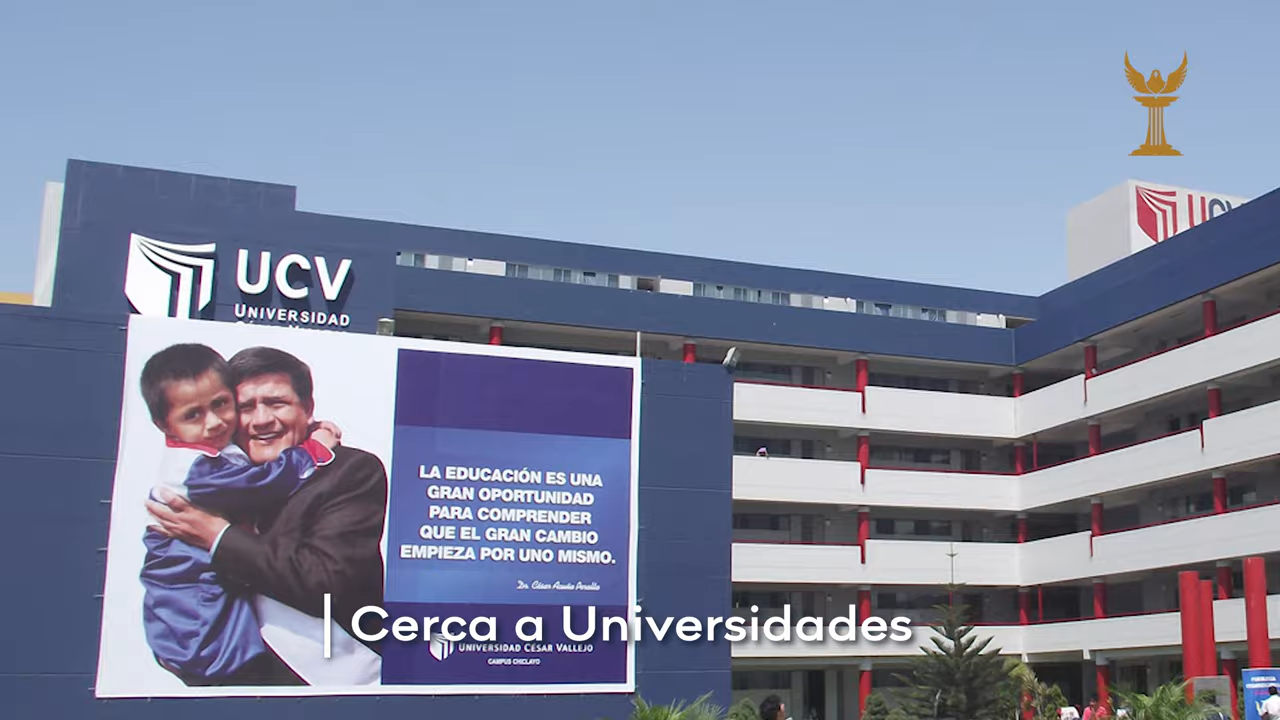 UCV
UCV
UNIVERSIDAD
LA EDUCACIÓN ES UNA
GRAN OPORTUNIDAD
PARA COMPRENDER
QUE EL GRAN CAMBIO
EMPIEZA POR UNO MISMO.
Dr. César Acuña Peralta
Cerca a Universidades
UNIVERSIDAD CÉSAR VALLEJO
CAMPUS CHICLAYO